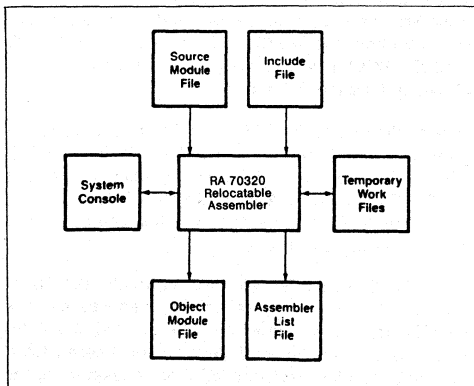 Source
Module
File
Include
File
System
Console
RA 70320
Relocatable
Assembler
Temporary
Work
Files
Object
Module
File
Assembler
List
File